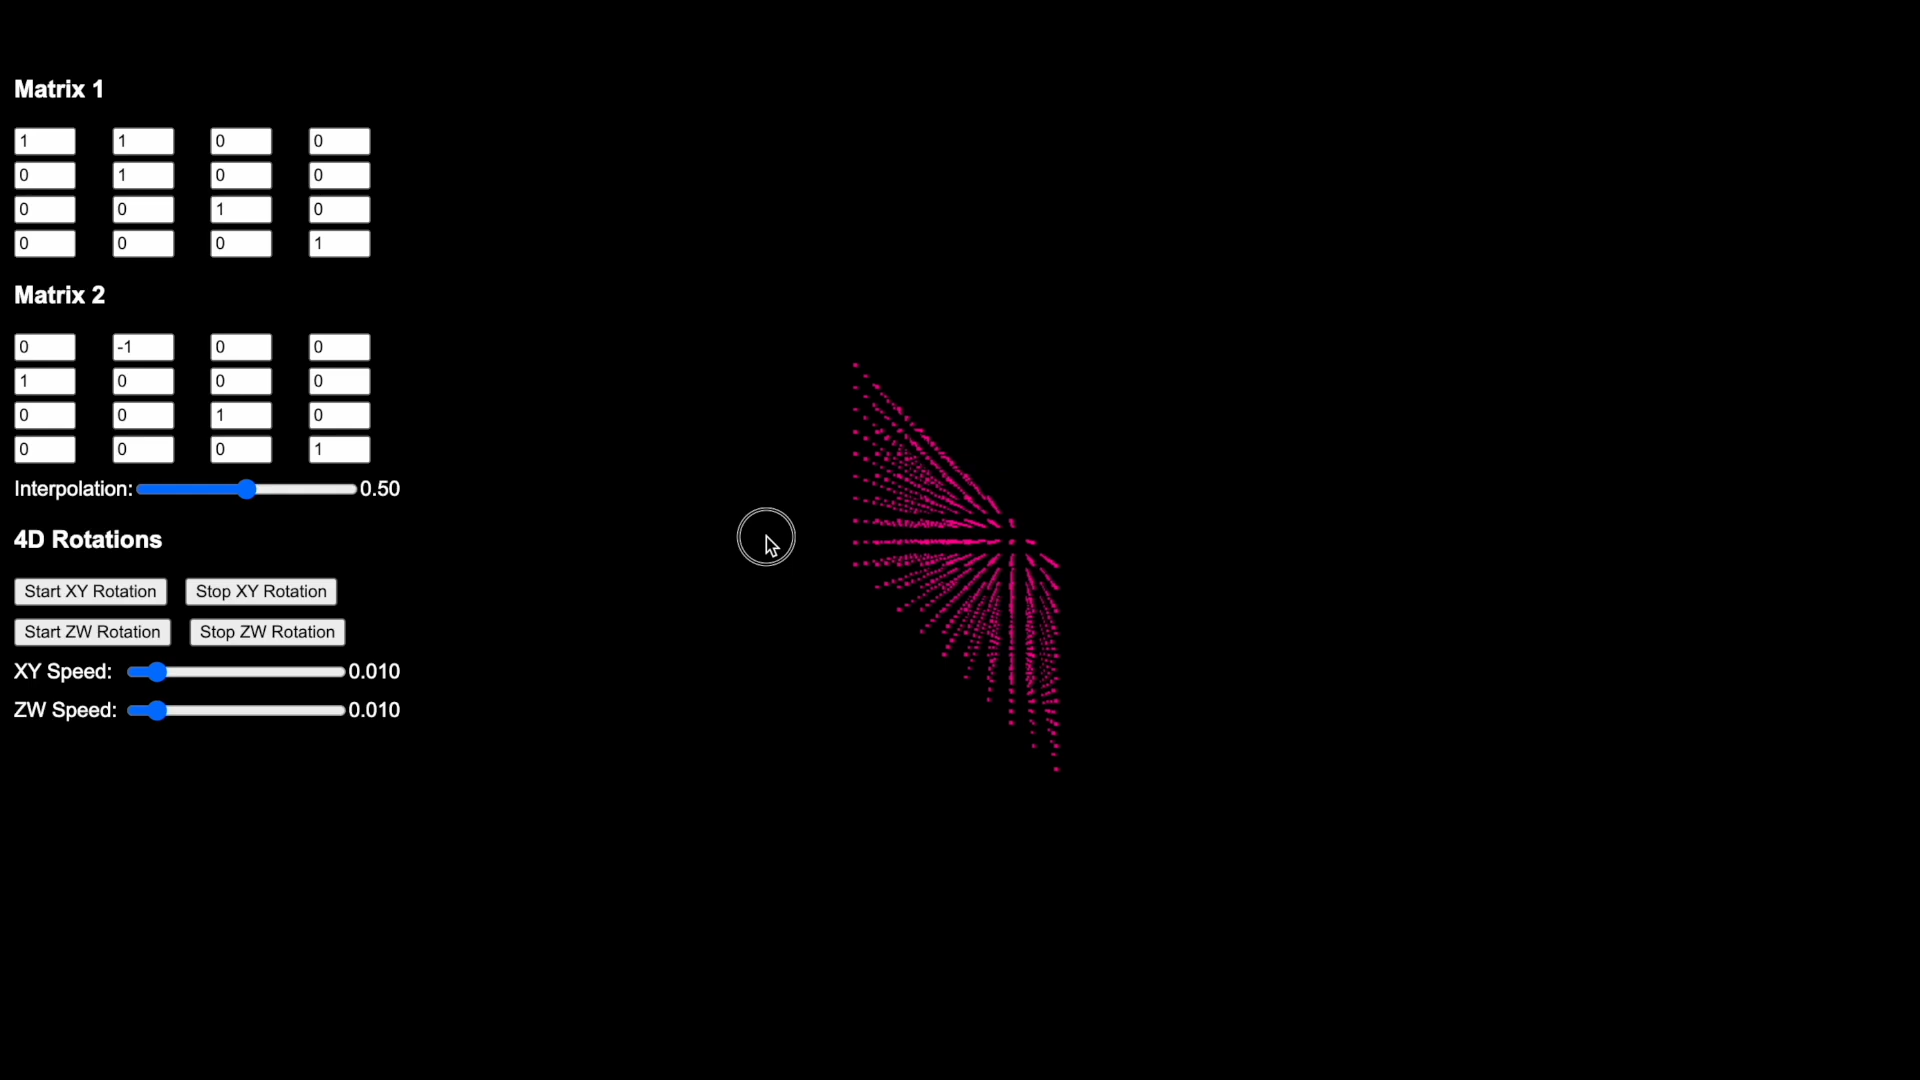 Matrix 1
1 1 0 0
0 1 0 0
0 0 1 0
0 0 0 1
Matrix 2
0 -1 0 0
1 0 0 0
0 0 1 0
0 0 0 1
Interpolation: 0.50
4D Rotations
Start XY Rotation Stop XY Rotation
Start ZW Rotation Stop ZW Rotation
XY Speed: 0.010
ZW Speed: 0.010